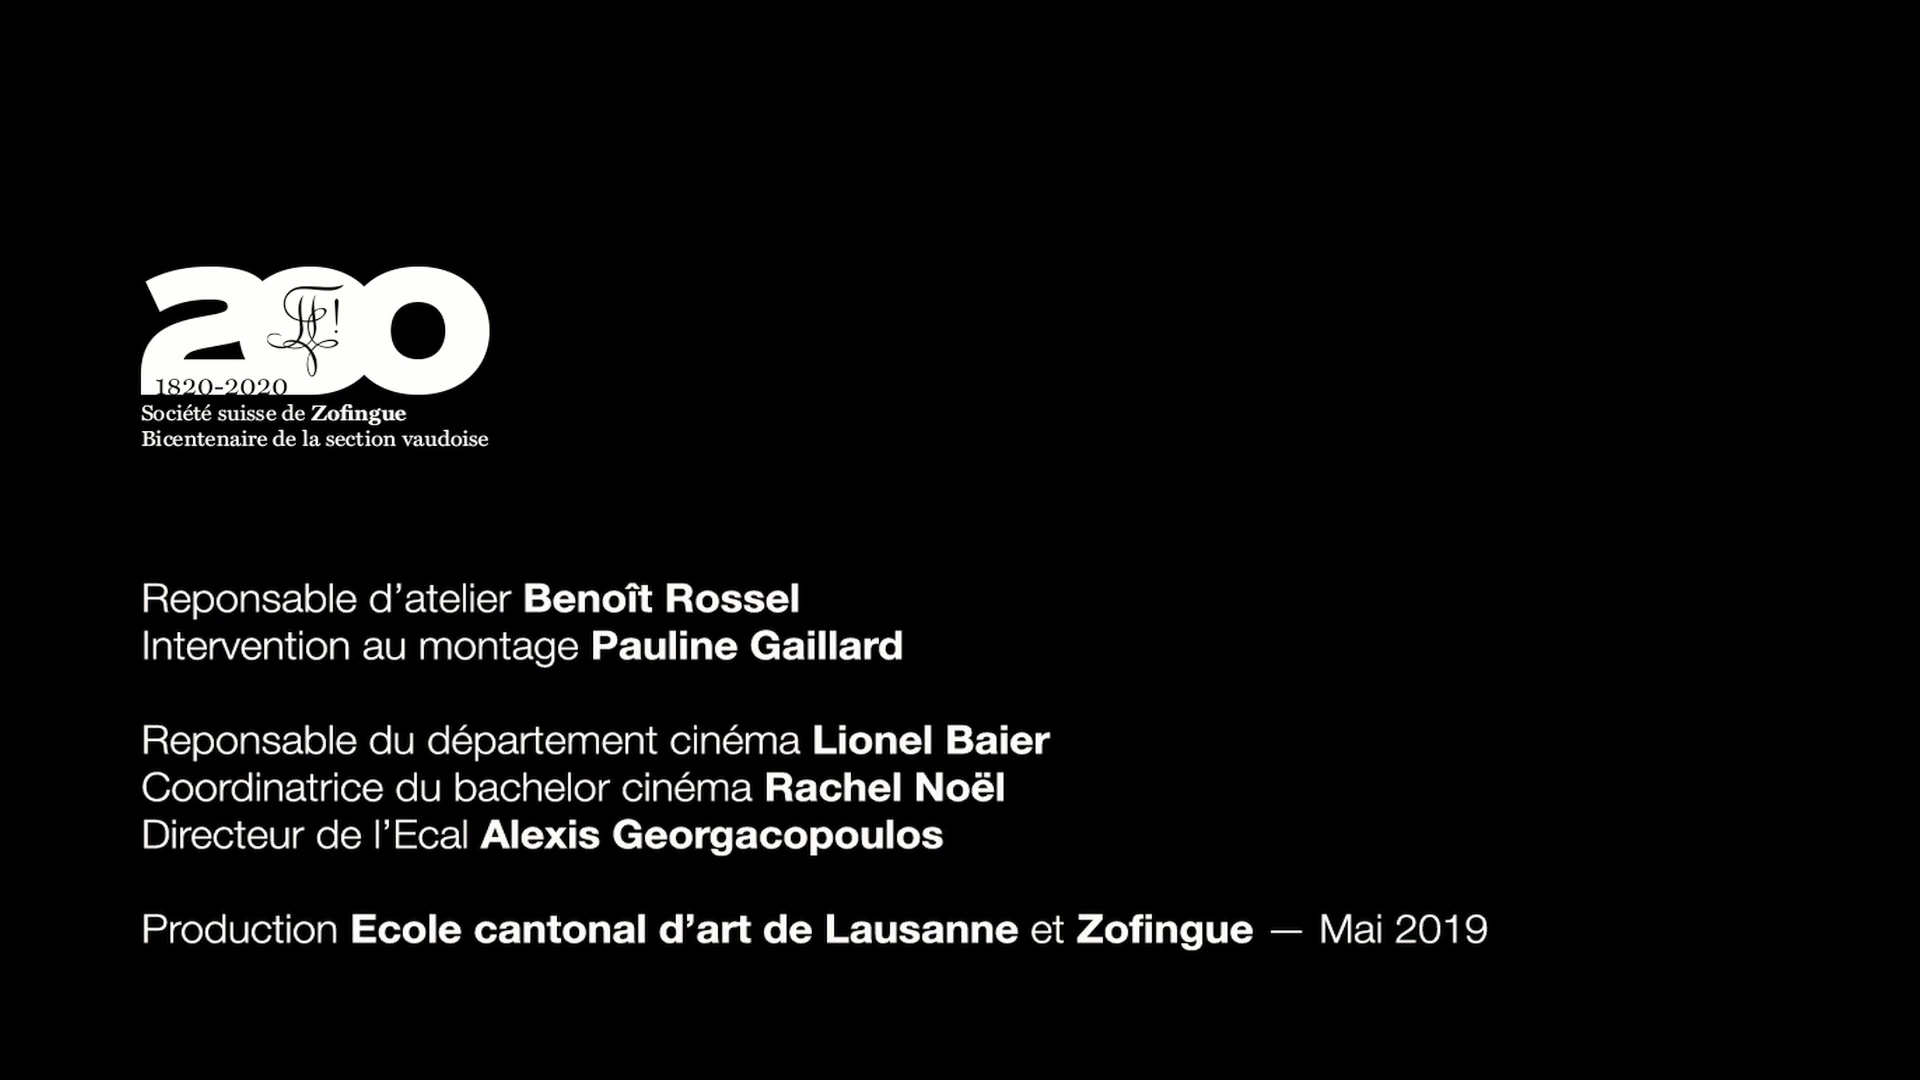 200
1820-2020
Société suisse de Zofingue
Bicentenaire de la section vaudoise
Reponsable d’atelier Benoît Rossel
Intervention au montage Pauline Gaillard
Reponsable du département cinéma Lionel Baier
Coordinatrice du bachelor cinéma Rachel Noël
Directeur de l’Ecal Alexis Georgacopoulos
Production Ecole cantonal d’art de Lausanne et Zofingue — Mai 2019